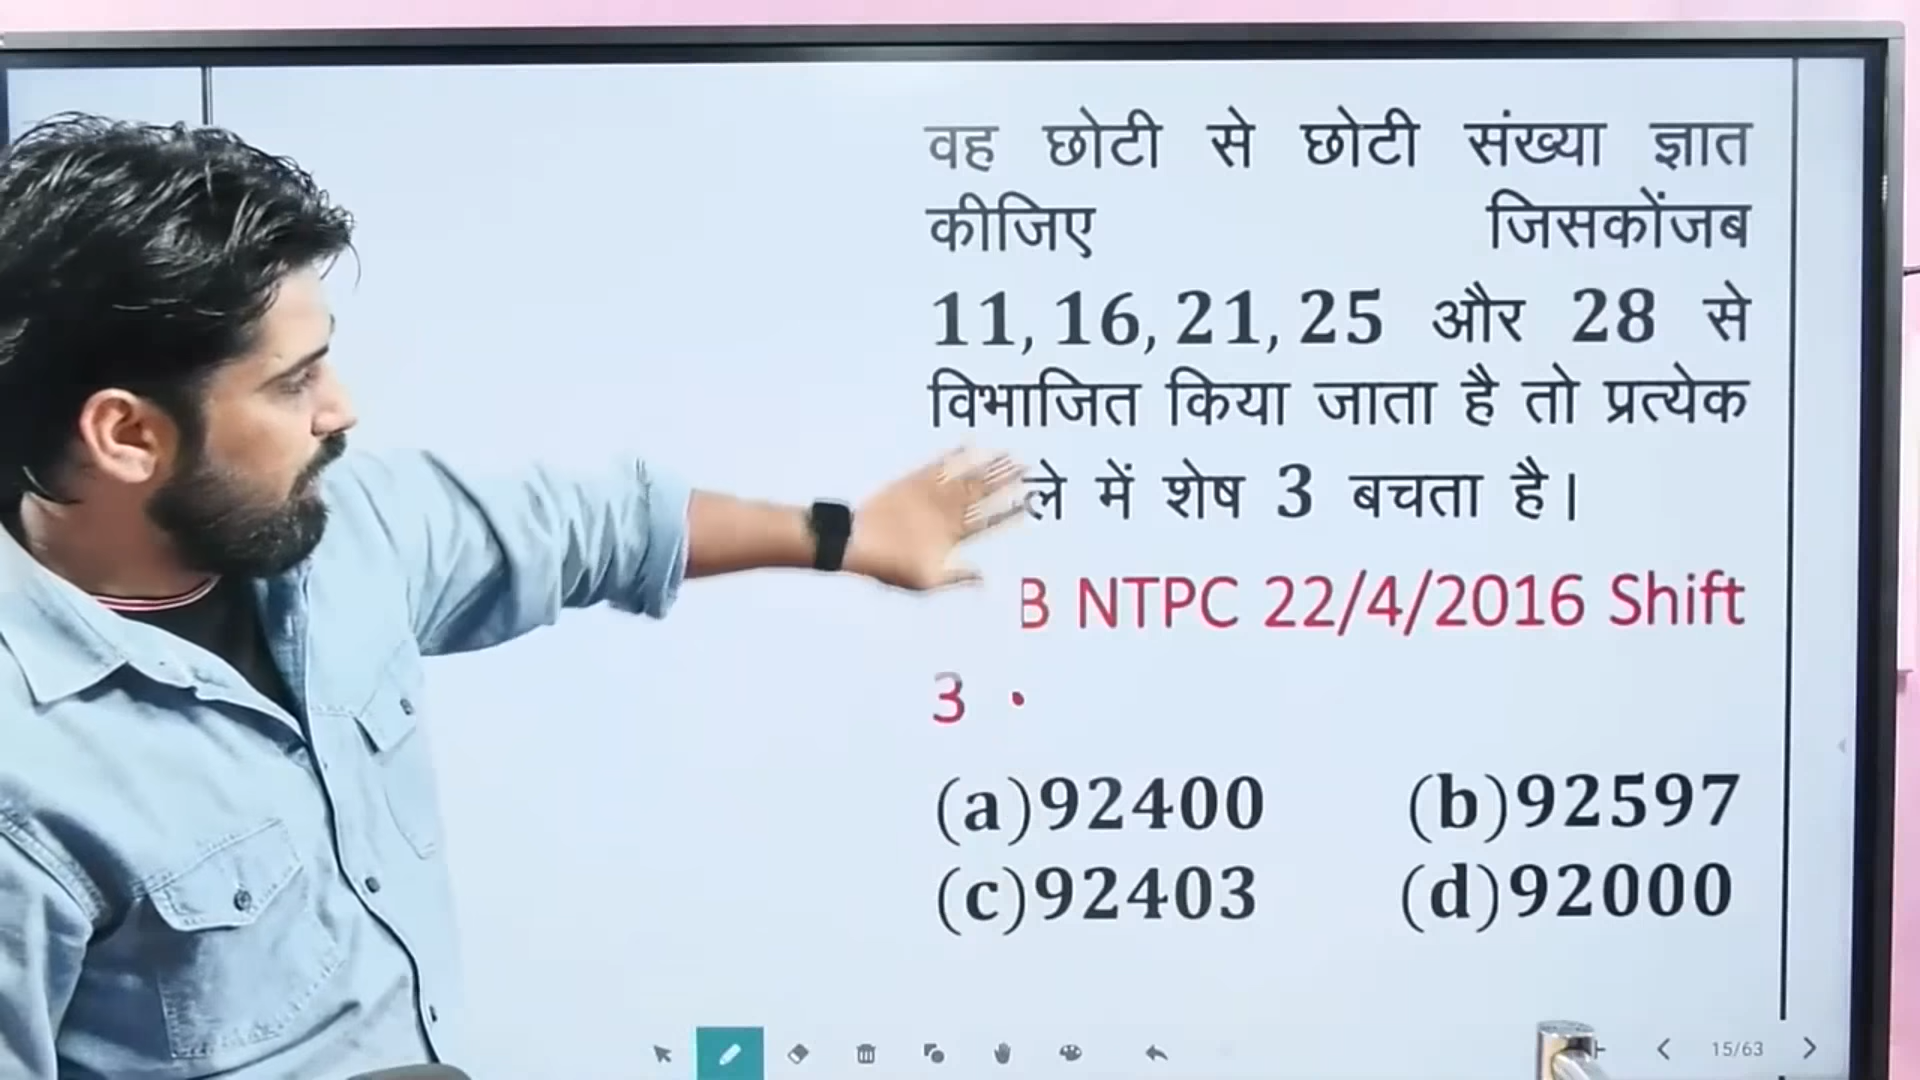 वह छोटी से छोटी संख्या ज्ञात
कीजिए जिसकोंजब
11, 16, 21, 25 और 28 से
विभाजित किया जाता है तो प्रत्येक
ले में शेष 3 बचता है।
B NTPC 22/4/2016 Shift
3 •
(a)92400 (b)92597
(c)92403 (d)92000
15/63